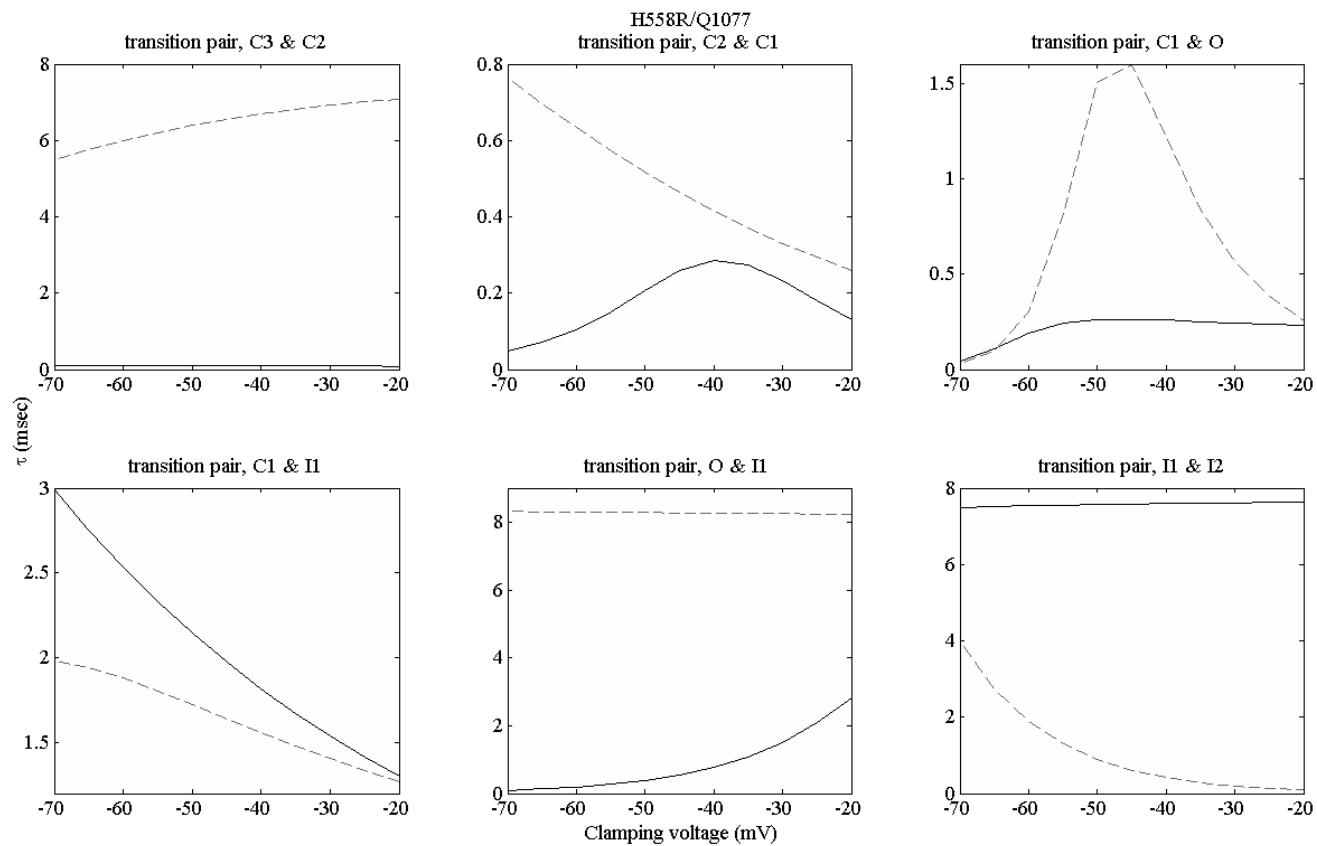 H558R/Q1077
transition pair, C3 & C2
transition pair, C2 & C1
transition pair, C1 & O
8
6
4
2
0
-70 -60 -50 -40 -30 -20
0.8
0.6
0.4
0.2
0
-70 -60 -50 -40 -30 -20
1.5
1
0.5
0
-70 -60 -50 -40 -30 -20
τ (msec)
transition pair, C1 & I1
transition pair, O & I1
transition pair, I1 & I2
3
2.5
2
1.5
-70 -60 -50 -40 -30 -20
8
6
4
2
0
-70 -60 -50 -40 -30 -20
8
6
4
2
0
-70 -60 -50 -40 -30 -20
Clamping voltage (mV)